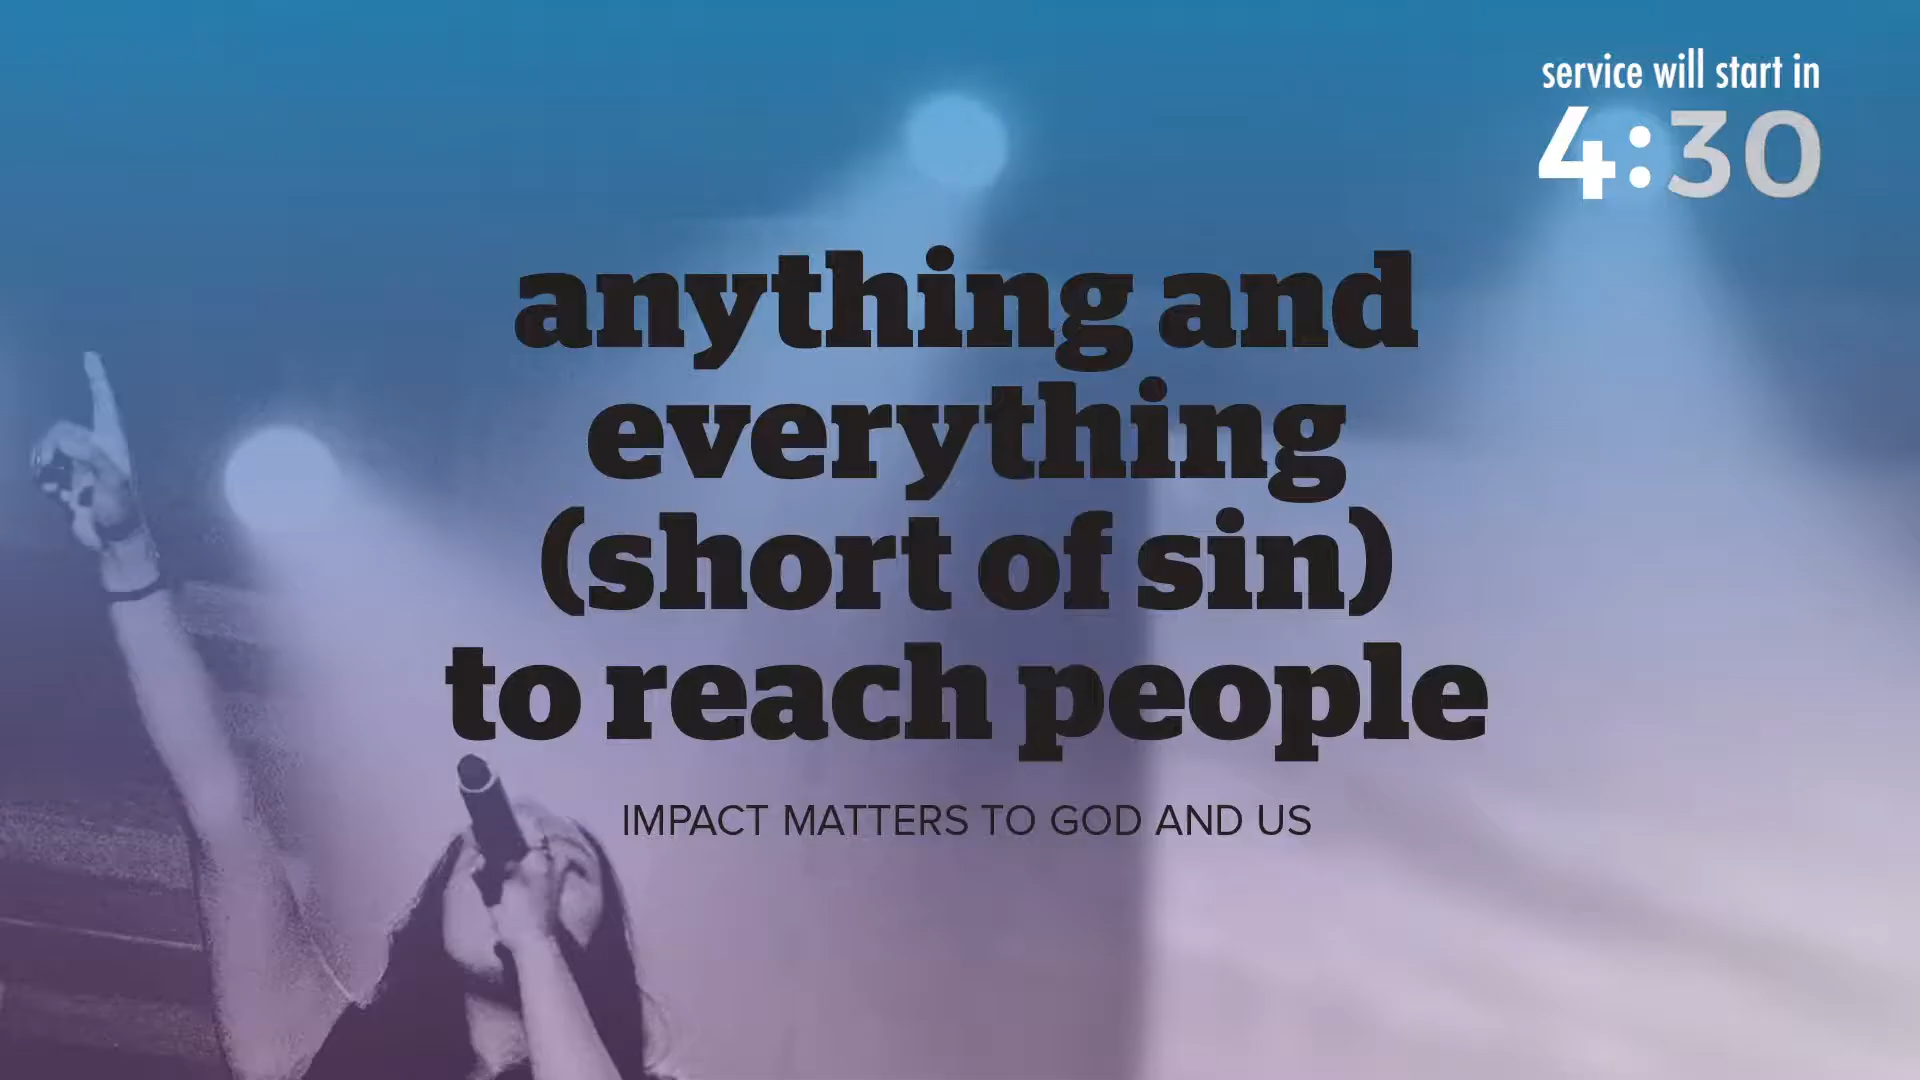 service will start in
4:30
anything and
everything
(short of sin)
to reach people
IMPACT MATTERS TO GOD AND US